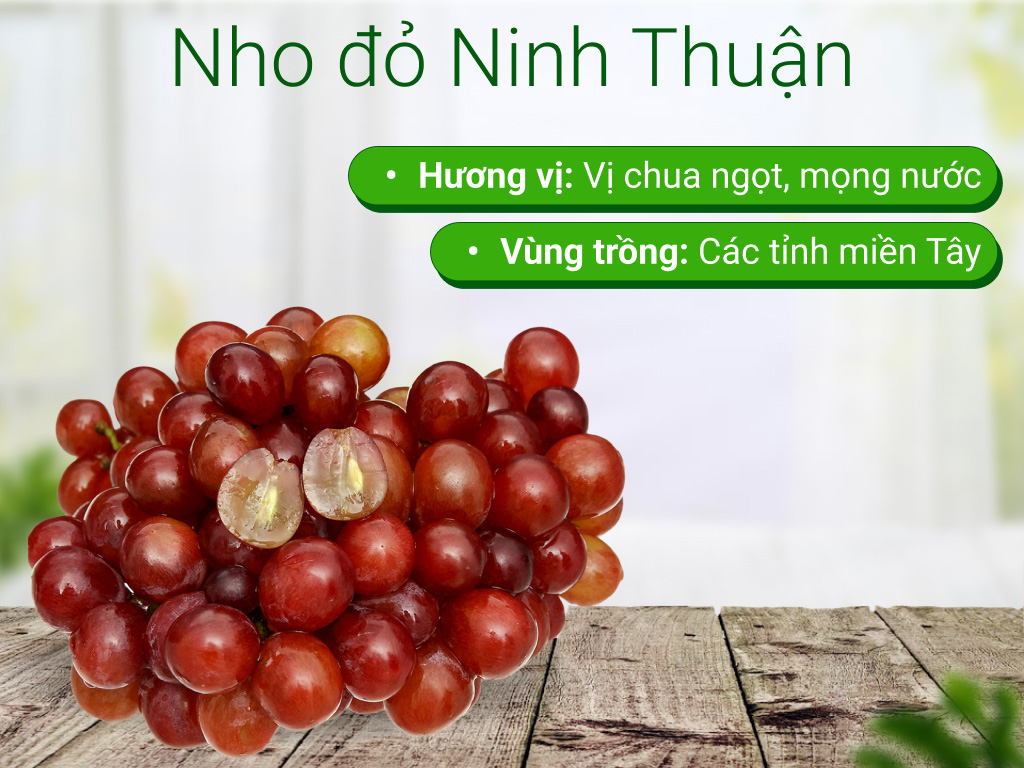 Nho đỏ Ninh Thuận
• Hương vị: Vị chua ngọt, mọng nước
• Vùng trồng: Các tỉnh miền Tây